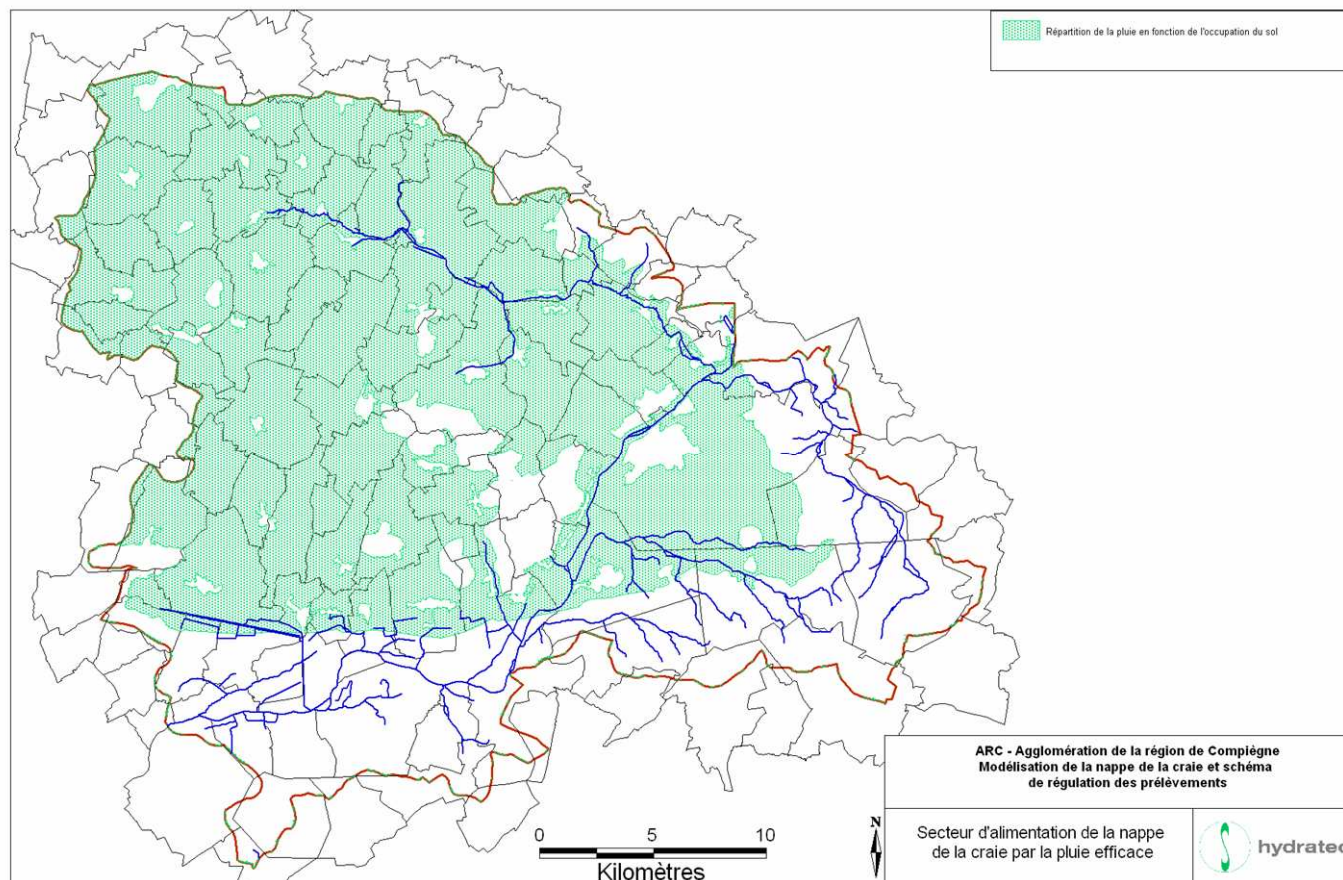 Répartition de la pluie en fonction de l'occupation du sol
ARC - Agglomération de la région de Compiègne
Modélisation de la nappe de la craie et schéma
de régulation des prélèvements
Secteur d'alimentation de la nappe
de la craie par la pluie efficace
hydratec
N
0 5 10
Kilomètres